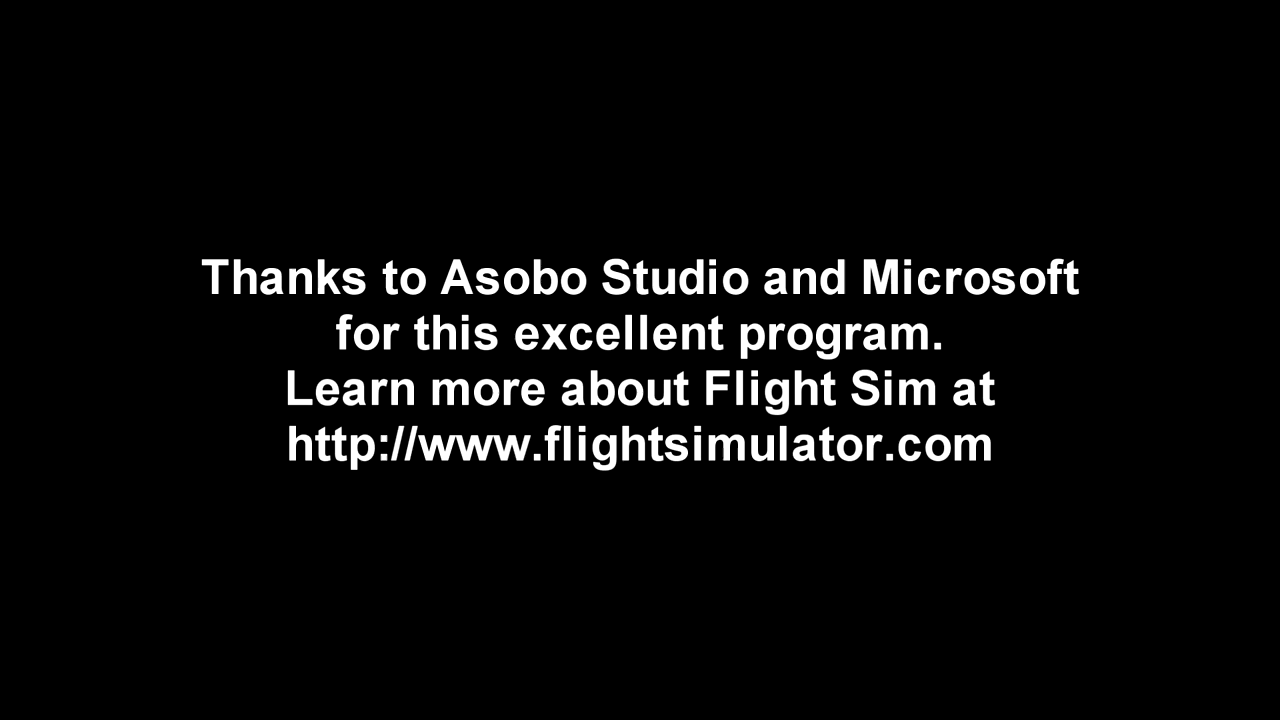 Thanks to Asobo Studio and Microsoft
for this excellent program.
Learn more about Flight Sim at
http://www.flightsimulator.com